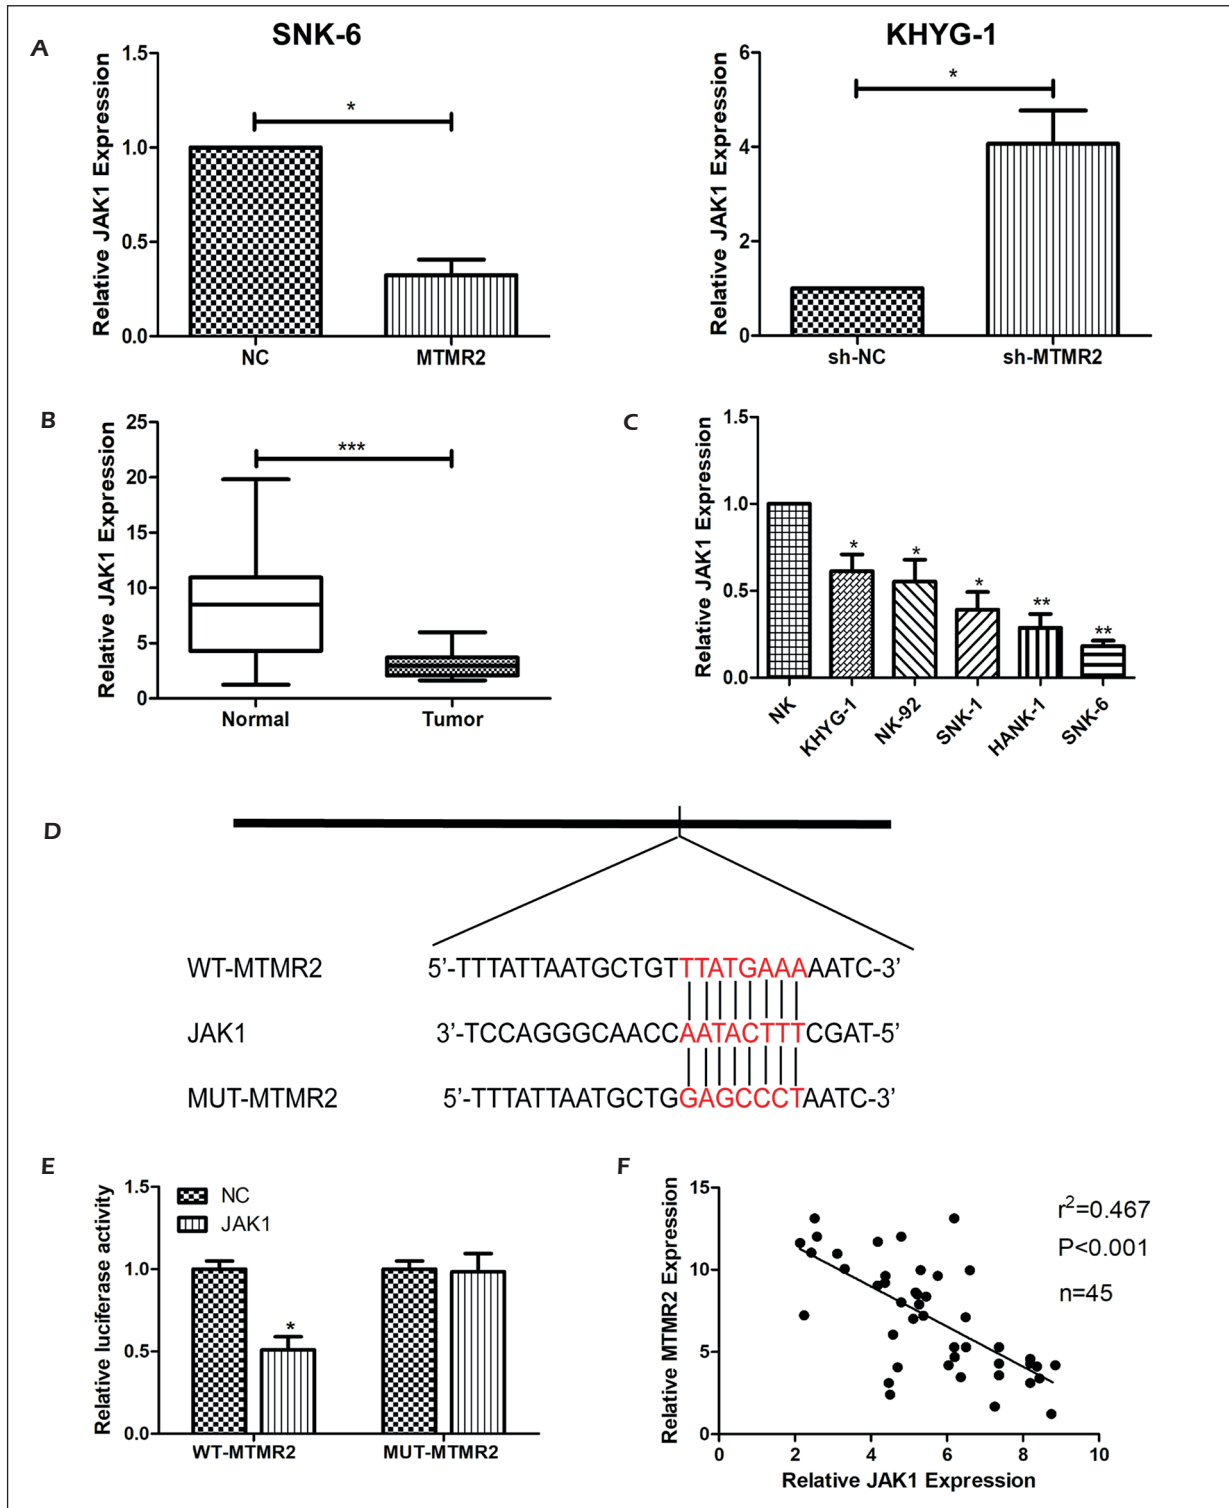 A
SNK-6
Relative JAK1 Expression
1.5
1.0
0.5
0.0
*
NC
MTMR2
KHYG-1
Relative JAK1 Expression
6
4
2
0
*
sh-NC
sh-MTMR2
B
Relative JAK1 Expression
25
20
15
10
5
0
***
Normal
Tumor
C
Relative JAK1 Expression
1.5
1.0
0.5
0.0
*
*
*
**
**
NK
KHYG-1
NK-92
SNK-1
HANK-1
SNK-6
D
WT-MTMR2 5’-TTTATTAATGCTGTTTATGAAAAATC-3’
JAK1 3’-TCCAGGGCAACCAATACTTTCGAT-5’
MUT-MTMR2 5’-TTTATTAATGCTGGGAGCCCTAATC-3’
E
Relative luciferase activity
1.5
1.0
0.5
0.0
NC
JAK1
*
WT-MTMR2
MUT-MTMR2
F
Relative MTMR2 Expression
15
10
5
0
r²=0.467
P<0.001
n=45
0 2 4 6 8 10
Relative JAK1 Expression